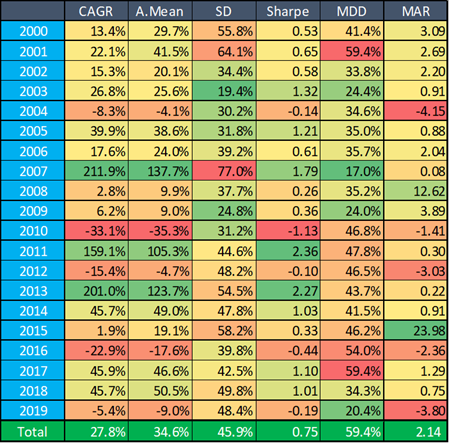 CAGR A.Mean SD Sharpe MDD MAR
2000 13.4% 29.7% 55.8% 0.53 41.4% 3.09
2001 22.1% 41.5% 64.1% 0.65 59.4% 2.69
2002 15.3% 20.1% 34.4% 0.58 33.8% 2.20
2003 26.8% 25.6% 19.4% 1.32 24.4% 0.91
2004 -8.3% -4.1% 30.2% -0.14 34.6% -4.15
2005 39.9% 38.6% 31.8% 1.21 35.0% 0.88
2006 17.6% 24.0% 39.2% 0.61 35.7% 2.04
2007 211.9% 137.7% 77.0% 1.79 17.0% 0.08
2008 2.8% 9.9% 37.7% 0.26 35.2% 12.62
2009 6.2% 9.0% 24.8% 0.36 24.0% 3.89
2010 -33.1% -35.3% 31.2% -1.13 46.8% -1.41
2011 159.1% 105.3% 44.6% 2.36 47.8% 0.30
2012 -15.4% -4.7% 48.2% -0.10 46.5% -3.03
2013 201.0% 123.7% 54.5% 2.27 43.7% 0.22
2014 45.7% 49.0% 47.8% 1.03 41.5% 0.91
2015 1.9% 19.1% 58.2% 0.33 46.2% 23.98
2016 -22.9% -17.6% 39.8% -0.44 54.0% -2.36
2017 45.9% 46.6% 42.5% 1.10 59.4% 1.29
2018 45.7% 50.5% 49.8% 1.01 34.3% 0.75
2019 -5.4% -9.0% 48.4% -0.19 20.4% -3.80
Total 27.8% 34.6% 45.9% 0.75 59.4% 2.14